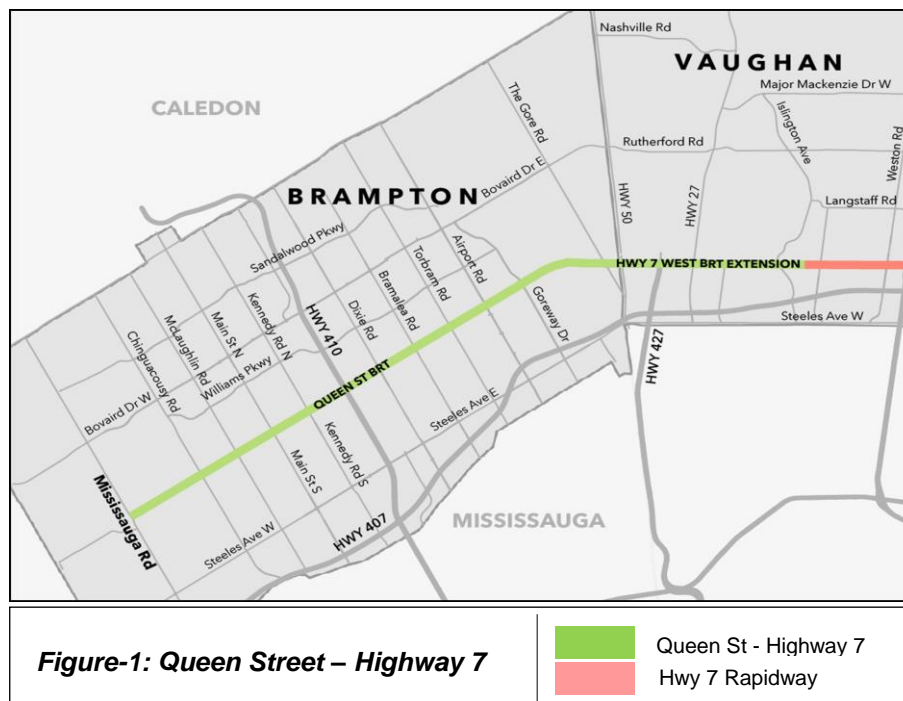 Nashville Rd
VAUGHAN
Major Mackenzie Dr W
CALEDON
The Gore Rd
Islington Ave
Weston Rd
Rutherford Rd
BRAMPTON
Bovaird Dr E
HWY 50
HWY 27
Langstaff Rd
Sandalwood Pkwy
Airport Rd
Torbram Rd
HWY 7 WEST BRT EXTENSION
Bramalea Rd
Dixie Rd
Kennedy Rd N
Main St N
McLaughlin Rd
Chinguacousy Rd
HWY 410
Goreway Dr
Steeles Ave W
Williams Pkwy
HWY 427
QUEEN ST BRT
Bovaird Dr W
Steeles Ave E
Kennedy Rd S
Main St S
Mississauga Rd
MISSISSAUGA
HWY 407
Steeles Ave W
Figure-1: Queen Street – Highway 7
Queen St - Highway 7
Hwy 7 Rapidway